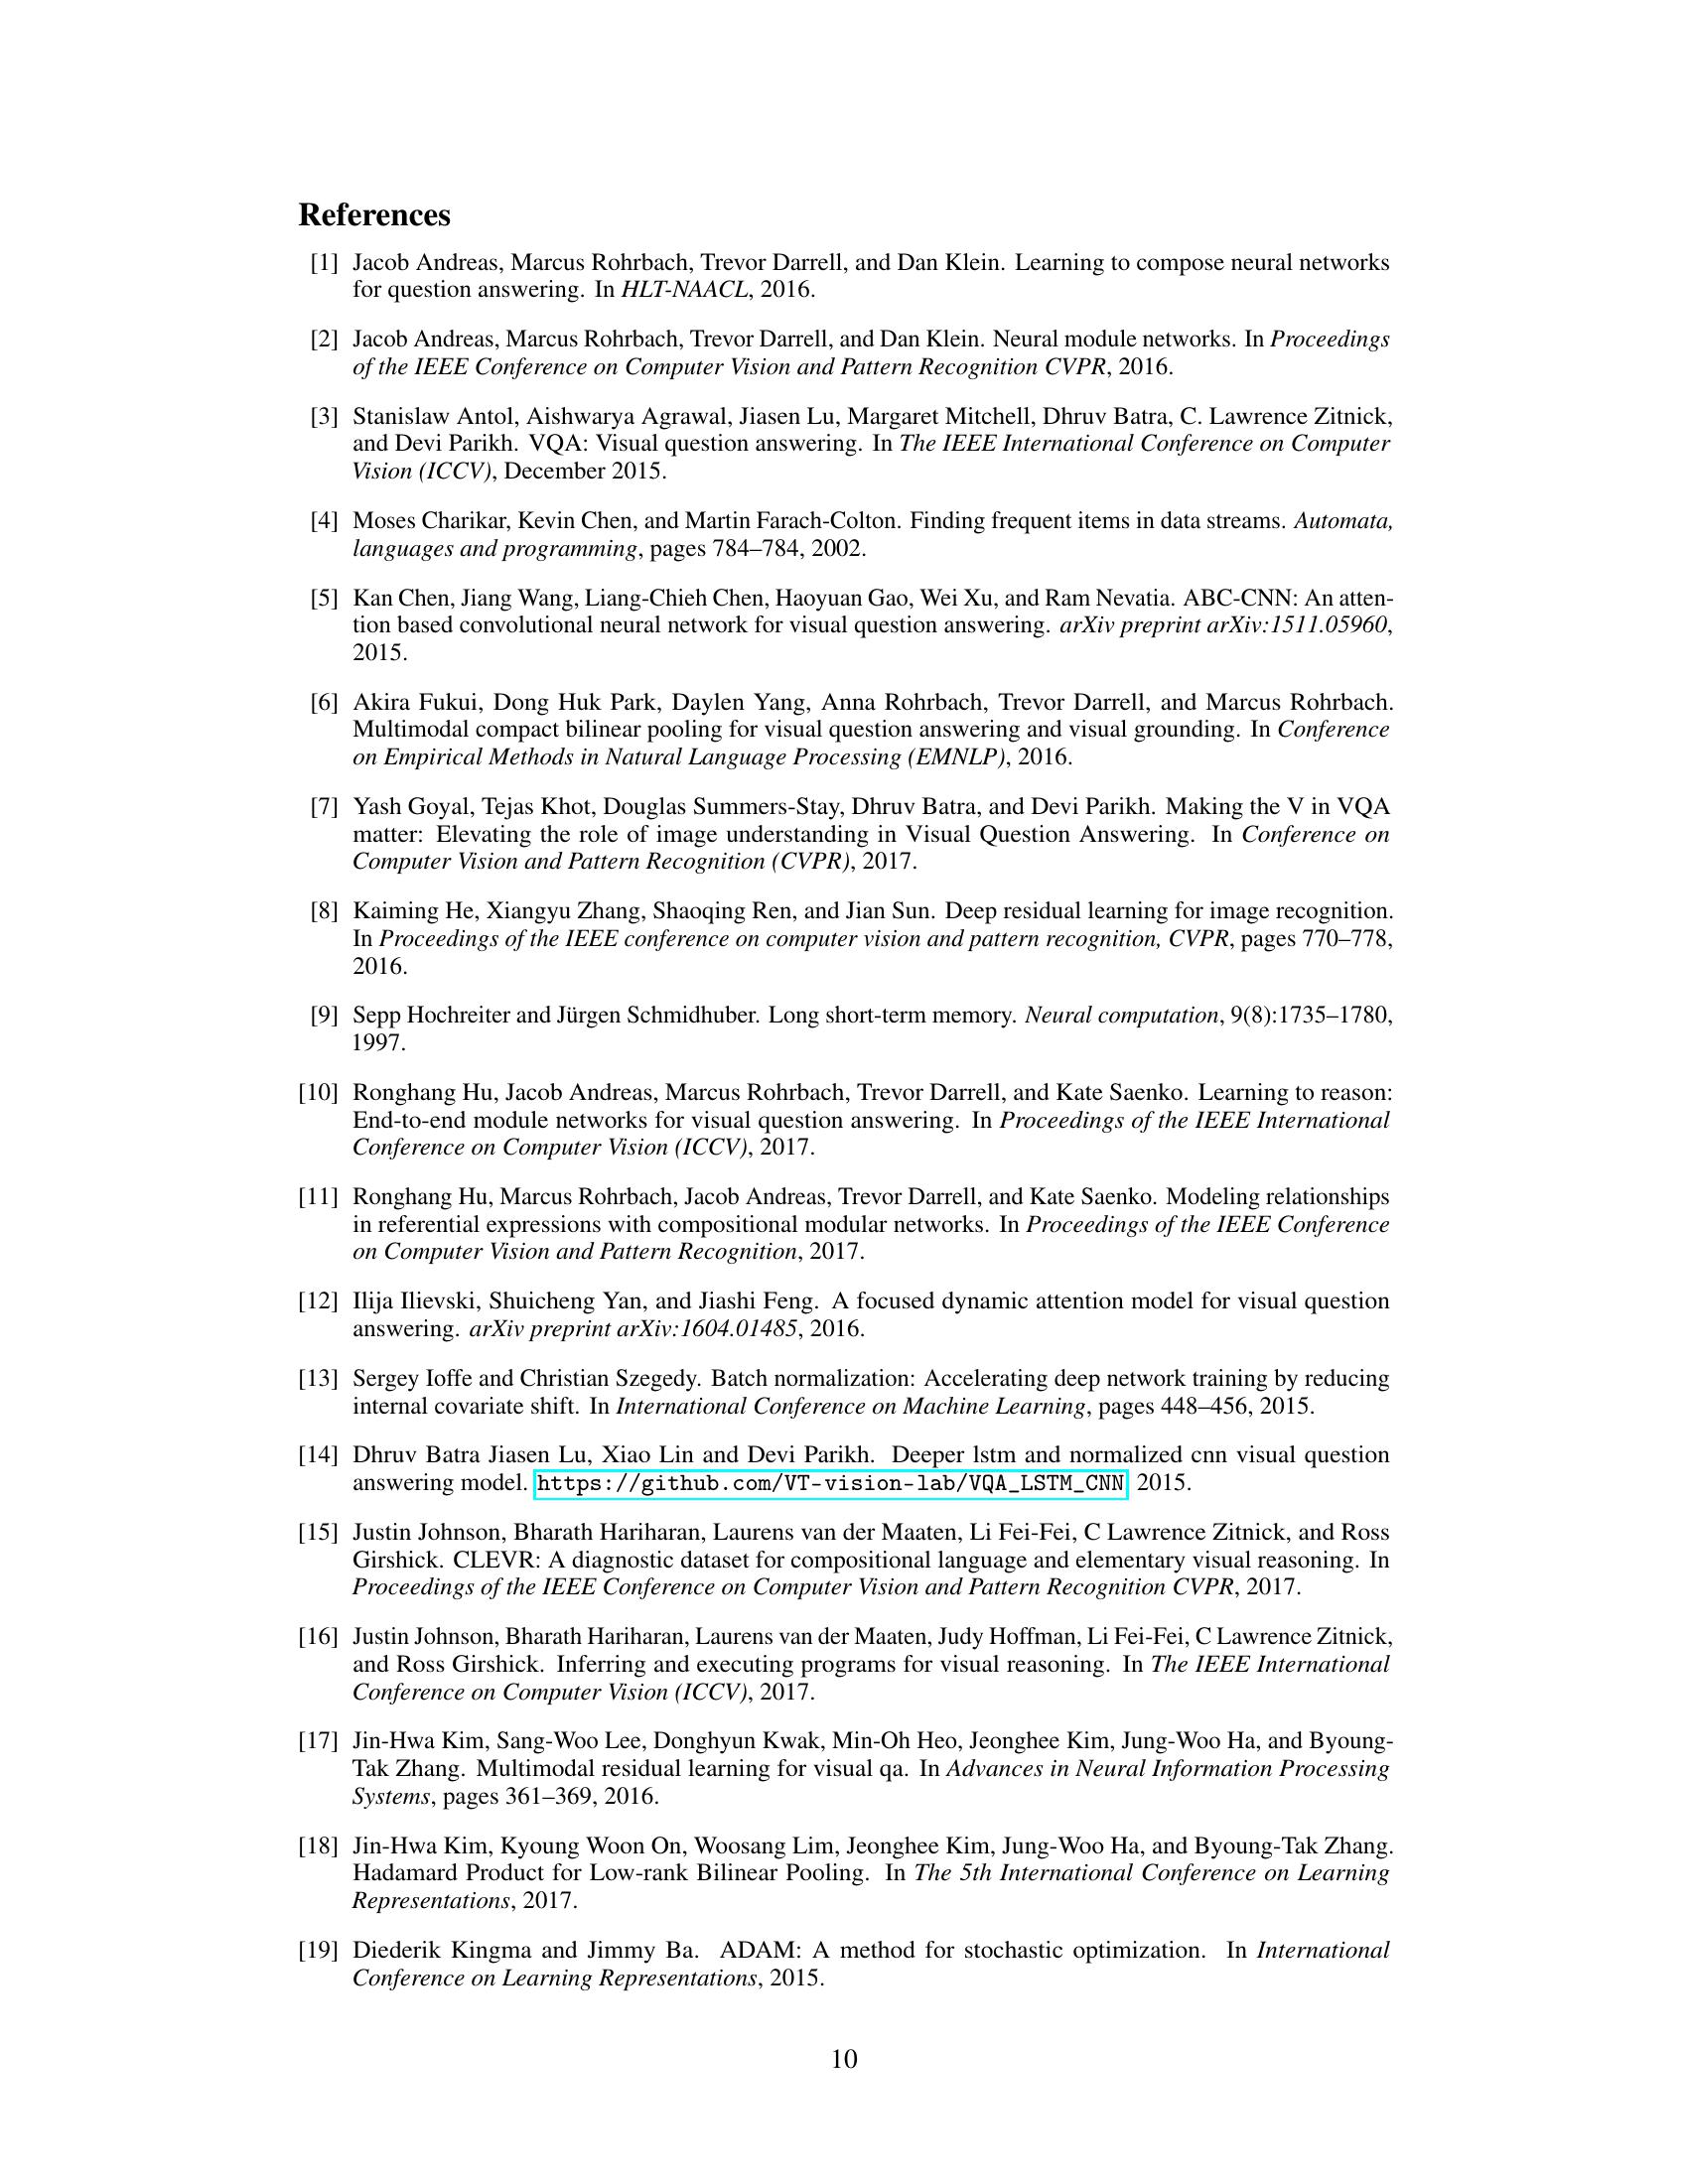 References
[1] Jacob Andreas, Marcus Rohrbach, Trevor Darrell, and Dan Klein. Learning to compose neural networks
for question answering. In HLT-NAACL, 2016.
[2] Jacob Andreas, Marcus Rohrbach, Trevor Darrell, and Dan Klein. Neural module networks. In Proceedings
of the IEEE Conference on Computer Vision and Pattern Recognition CVPR, 2016.
[3] Stanislaw Antol, Aishwarya Agrawal, Jiasen Lu, Margaret Mitchell, Dhruv Batra, C. Lawrence Zitnick,
and Devi Parikh. VQA: Visual question answering. In The IEEE International Conference on Computer
Vision (ICCV), December 2015.
[4] Moses Charikar, Kevin Chen, and Martin Farach-Colton. Finding frequent items in data streams. Automata,
languages and programming, pages 784–784, 2002.
[5] Kan Chen, Jiang Wang, Liang-Chieh Chen, Haoyuan Gao, Wei Xu, and Ram Nevatia. ABC-CNN: An atten-
tion based convolutional neural network for visual question answering. arXiv preprint arXiv:1511.05960,
2015.
[6] Akira Fukui, Dong Huk Park, Daylen Yang, Anna Rohrbach, Trevor Darrell, and Marcus Rohrbach.
Multimodal compact bilinear pooling for visual question answering and visual grounding. In Conference
on Empirical Methods in Natural Language Processing (EMNLP), 2016.
[7] Yash Goyal, Tejas Khot, Douglas Summers-Stay, Dhruv Batra, and Devi Parikh. Making the V in VQA
matter: Elevating the role of image understanding in Visual Question Answering. In Conference on
Computer Vision and Pattern Recognition (CVPR), 2017.
[8] Kaiming He, Xiangyu Zhang, Shaoqing Ren, and Jian Sun. Deep residual learning for image recognition.
In Proceedings of the IEEE conference on computer vision and pattern recognition, CVPR, pages 770–778,
2016.
[9] Sepp Hochreiter and Jürgen Schmidhuber. Long short-term memory. Neural computation, 9(8):1735–1780,
1997.
[10] Ronghang Hu, Jacob Andreas, Marcus Rohrbach, Trevor Darrell, and Kate Saenko. Learning to reason:
End-to-end module networks for visual question answering. In Proceedings of the IEEE International
Conference on Computer Vision (ICCV), 2017.
[11] Ronghang Hu, Marcus Rohrbach, Jacob Andreas, Trevor Darrell, and Kate Saenko. Modeling relationships
in referential expressions with compositional modular networks. In Proceedings of the IEEE Conference
on Computer Vision and Pattern Recognition, 2017.
[12] Ilija Ilievski, Shuicheng Yan, and Jiashi Feng. A focused dynamic attention model for visual question
answering. arXiv preprint arXiv:1604.01485, 2016.
[13] Sergey Ioffe and Christian Szegedy. Batch normalization: Accelerating deep network training by reducing
internal covariate shift. In International Conference on Machine Learning, pages 448–456, 2015.
[14] Dhruv Batra Jiasen Lu, Xiao Lin and Devi Parikh. Deeper lstm and normalized cnn visual question
answering model. https://github.com/VT-vision-lab/VQA_LSTM_CNN 2015.
[15] Justin Johnson, Bharath Hariharan, Laurens van der Maaten, Li Fei-Fei, C Lawrence Zitnick, and Ross
Girshick. CLEVR: A diagnostic dataset for compositional language and elementary visual reasoning. In
Proceedings of the IEEE Conference on Computer Vision and Pattern Recognition CVPR, 2017.
[16] Justin Johnson, Bharath Hariharan, Laurens van der Maaten, Judy Hoffman, Li Fei-Fei, C Lawrence Zitnick,
and Ross Girshick. Inferring and executing programs for visual reasoning. In The IEEE International
Conference on Computer Vision (ICCV), 2017.
[17] Jin-Hwa Kim, Sang-Woo Lee, Donghyun Kwak, Min-Oh Heo, Jeonghee Kim, Jung-Woo Ha, and Byoung-
Tak Zhang. Multimodal residual learning for visual qa. In Advances in Neural Information Processing
Systems, pages 361–369, 2016.
[18] Jin-Hwa Kim, Kyoung Woon On, Woosang Lim, Jeonghee Kim, Jung-Woo Ha, and Byoung-Tak Zhang.
Hadamard Product for Low-rank Bilinear Pooling. In The 5th International Conference on Learning
Representations, 2017.
[19] Diederik Kingma and Jimmy Ba. ADAM: A method for stochastic optimization. In International
Conference on Learning Representations, 2015.
10